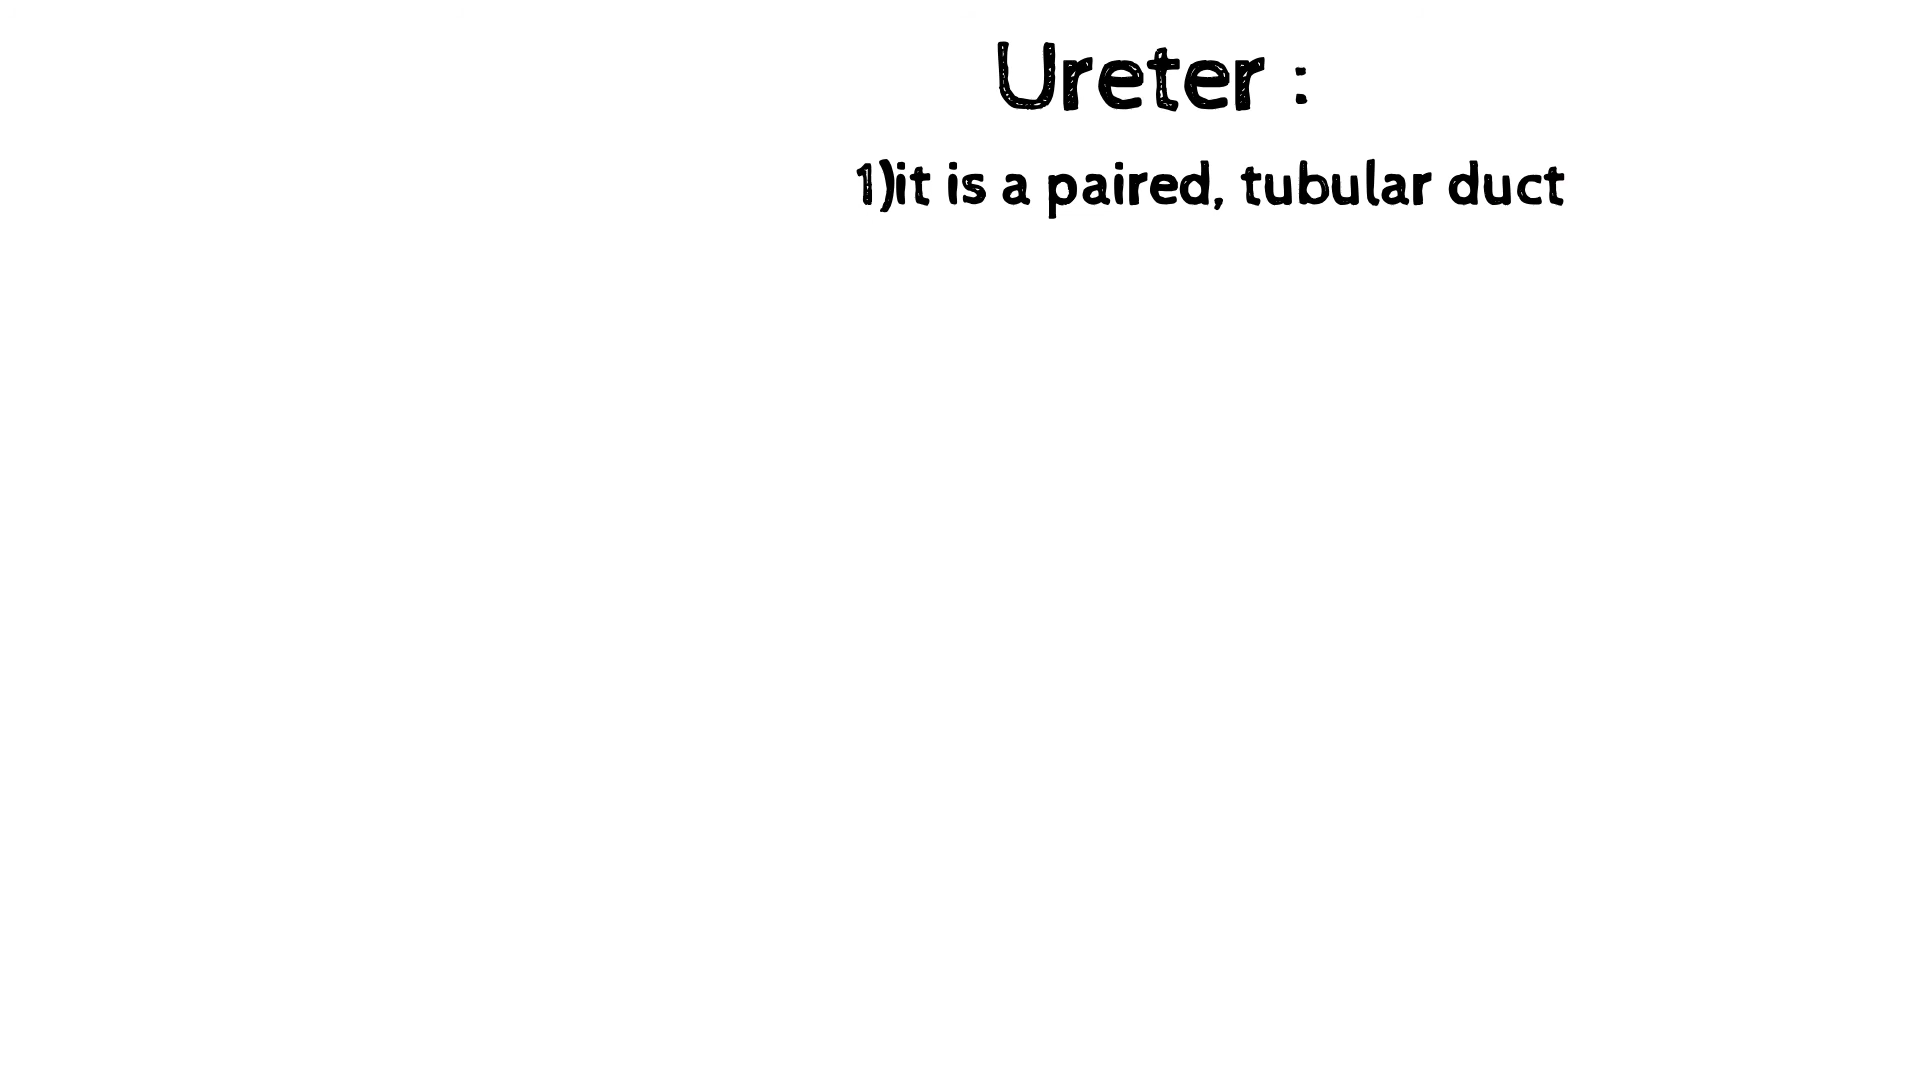 Ureter :
1)it is a paired, tubular duct